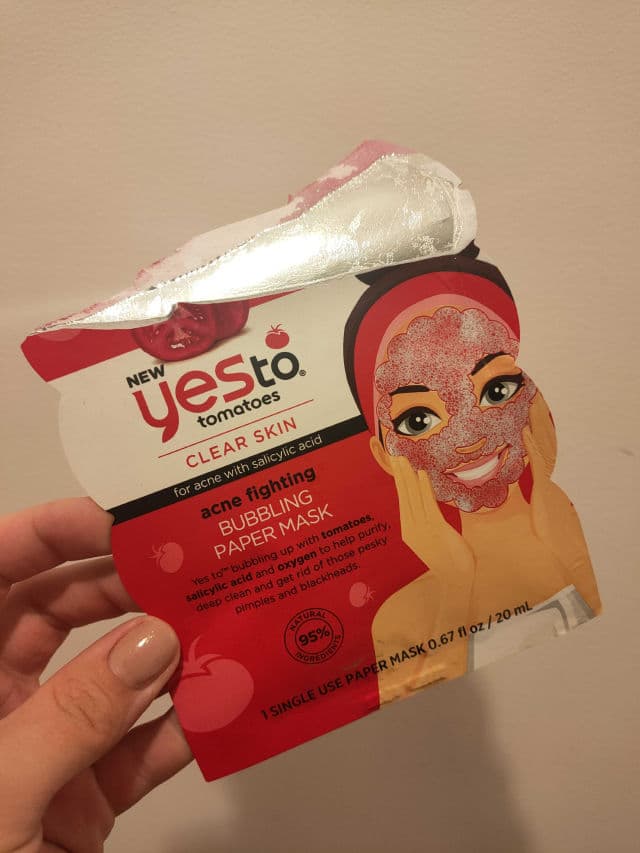 NEW
yes to®
tomatoes
CLEAR SKIN
for acne with salicylic acid
acne fighting
BUBBLING
PAPER MASK
Yes to™ bubbling up with tomatoes,
salicylic acid and oxygen to help purify,
deep clean and get rid of those pesky
pimples and blackheads.
NATURAL
95%
INGREDIENTS
1 SINGLE USE PAPER MASK 0.67 fl oz / 20 mL